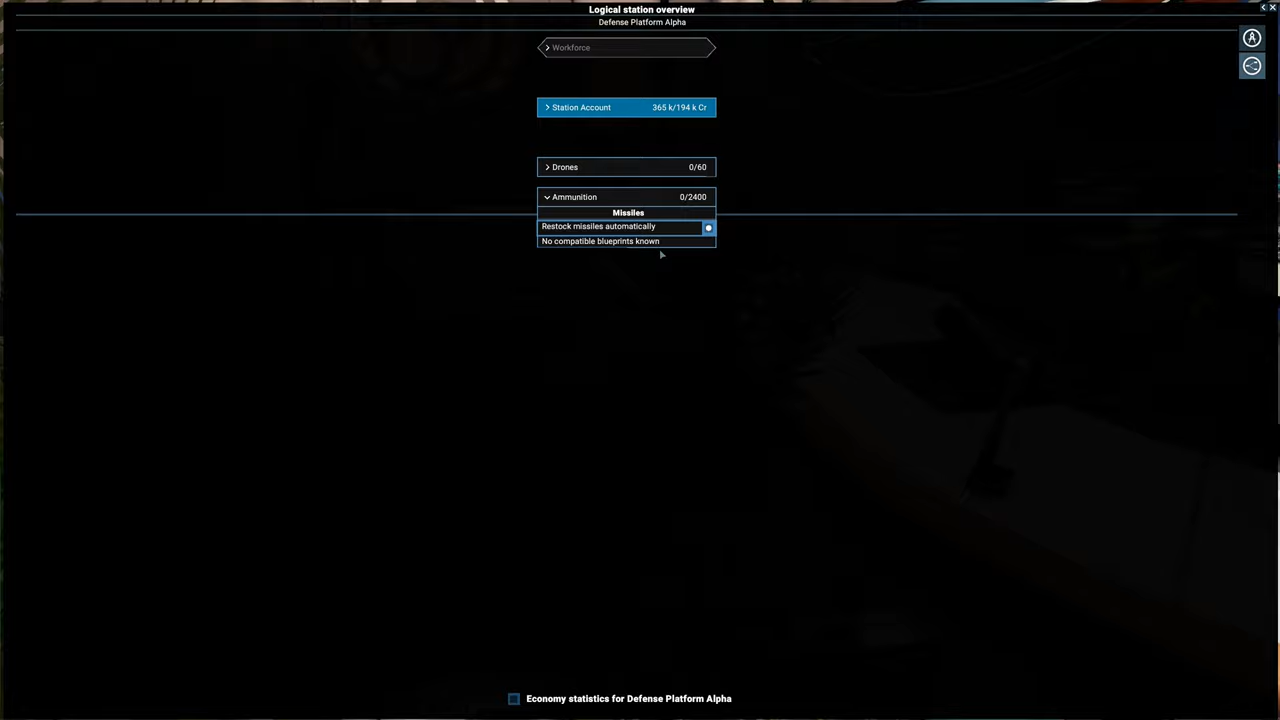 Logical station overview
Defense Platform Alpha
Workforce
Station Account 365 k/194 k Cr
Drones 0/60
Ammunition 0/2400
Missiles
Restock missiles automatically
No compatible blueprints known
Economy statistics for Defense Platform Alpha